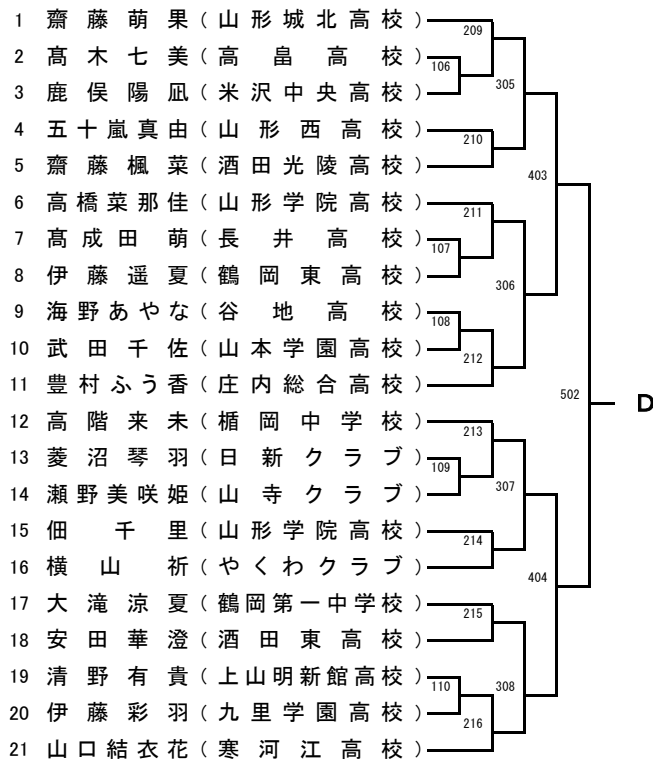 1 齋藤萌果（山形城北高校）
209
2 髙木七美（高畠高校）
106
3 鹿俣陽凪（米沢中央高校）
305
4 五十嵐真由（山形西高校）
210
5 齋藤楓菜（酒田光陵高校）
403
6 高橋菜那佳（山形学院高校）
211
7 髙成田萌（長井高校）
107
8 伊藤遥夏（鶴岡東高校）
306
9 海野あやな（谷地高校）
108
10 武田千佐（山本学園高校）
212
11 豊村ふう香（庄内総合高校）
502 D
12 高階来未（楯岡中学校）
213
13 菱沼琴羽（日新クラブ）
109
14 瀬野美咲姫（山寺クラブ）
307
15 佃千里（山形学院高校）
214
16 横山祈（やくわクラブ）
404
17 大滝涼夏（鶴岡第一中学校）
215
18 安田華澄（酒田東高校）
19 清野有貴（上山明新館高校）
110 308
20 伊藤彩羽（九里学園高校）
216
21 山口結衣花（寒河江高校）